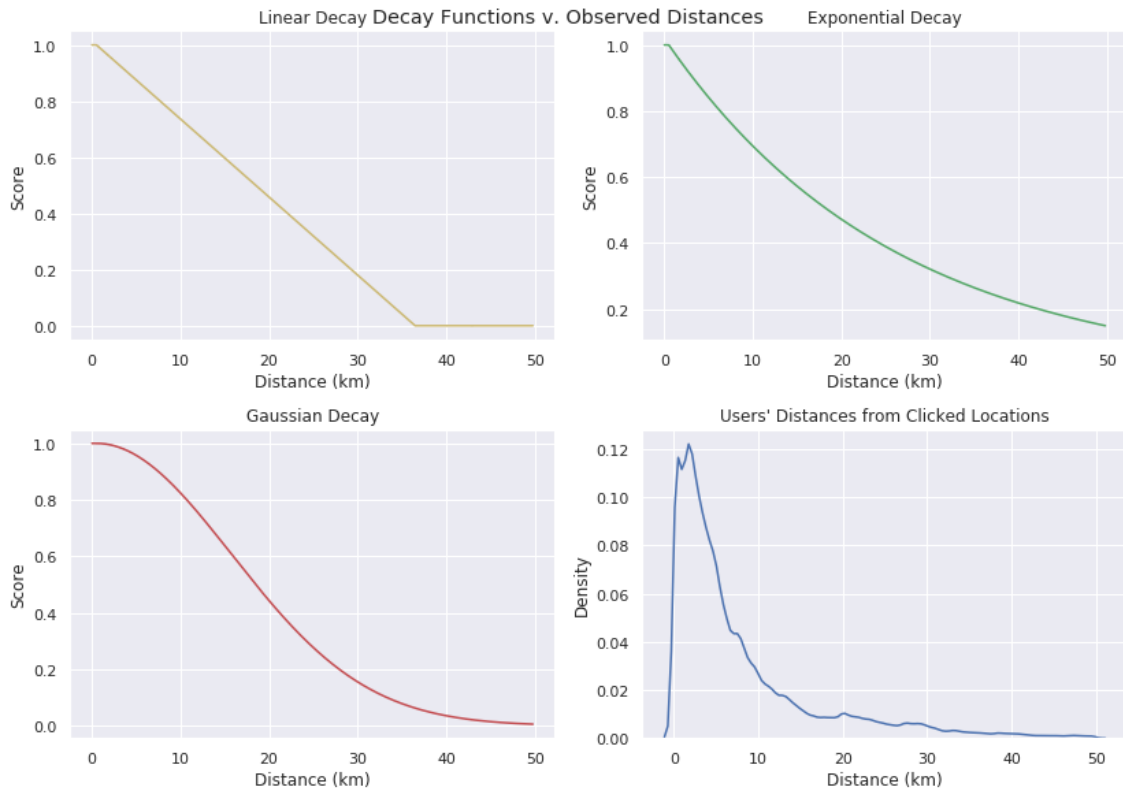 Decay Functions v. Observed Distances
Linear Decay
1.0
0.8
0.6
0.4
0.2
0.0
Score
0 10 20 30 40 50
Distance (km)
Exponential Decay
1.0
0.8
0.6
0.4
0.2
Score
0 10 20 30 40 50
Distance (km)
Gaussian Decay
1.0
0.8
0.6
0.4
0.2
0.0
Score
0 10 20 30 40 50
Distance (km)
Users' Distances from Clicked Locations
0.12
0.10
0.08
0.06
0.04
0.02
0.00
Density
0 10 20 30 40 50
Distance (km)